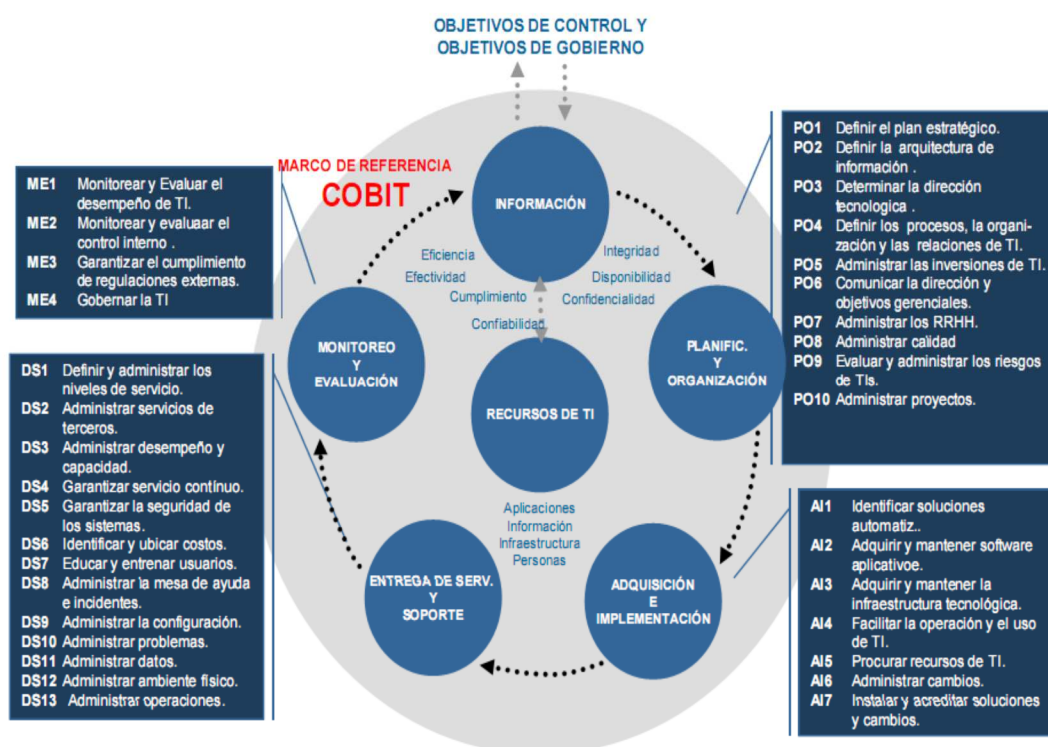 OBJETIVOS DE CONTROL Y
OBJETIVOS DE GOBIERNO
MARCO DE REFERENCIA
COBIT
INFORMACIÓN
Eficiencia
Efectividad
Cumplimiento
Confiabilidad
Integridad
Disponibilidad
Confidencialidad
MONITOREO
Y
EVALUACIÓN
PLANIFIC. Y
ORGANIZACIÓN
RECURSOS DE TI
Aplicaciones
Información
Infraestructura
Personas
ENTREGA DE SERV.
Y
SOPORTE
ADQUISICIÓN
E
IMPLEMENTACIÓN
ME1 Monitorear y Evaluar el
desempeño de TI.
ME2 Monitorear y evaluaar el
control interno .
ME3 Garantizar el cumplimiento
de regulaciones externas.
ME4 Gobernar la TI
DS1 Definir y administrar los
niveles de servicio.
DS2 Administrar servicios de
terceros.
DS3 Administrar desempeño y
capacidad.
DS4 Garantizar servicio contínuo.
DS5 Garantizar la seguridad de
los sistemas.
DS6 Identificar y ubicar costos.
DS7 Educar y entrenar usuarios.
DS8 Administrar la mesa de ayuda
e incidentes.
DS9 Administrar la configuración.
DS10 Administrar problemas.
DS11 Administrar datos.
DS12 Administrar ambiente físico.
DS13 Administrar operaciones.
PO1 Definir el plan estratégico.
PO2 Definir la arquitectura de
información .
PO3 Determinar la dirección
tecnologica .
PO4 Definir los procesos, la organi-
zación y las relaciones de TI.
PO5 Administrar las inversiones de TI.
PO6 Comunicar la dirección y
objetivos gerenciales.
PO7 Administrar los RRHH.
PO8 Administrar calidad
PO9 Evaluar y administrar los riesgos
de TIs.
PO10 Administrar proyectos.
AI1 Identificar soluciones
automatiz..
AI2 Adquirir y mantener software
aplicativoe.
AI3 Adquirir y mantener la
infraestructura tecnológica.
AI4 Facilitar la operación y el uso
de TI.
AI5 Procurar recursos de TI.
AI6 Administrar cambios.
AI7 Instalar y acreditar soluciones
y cambios.